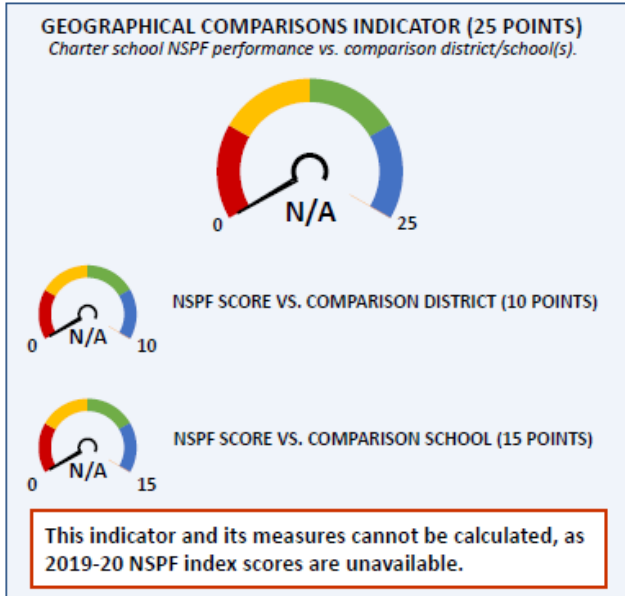 GEOGRAPHICAL COMPARISONS INDICATOR (25 POINTS)
Charter school NSPF performance vs. comparison district/school(s).
N/A
0
25
NSPF SCORE VS. COMPARISON DISTRICT (10 POINTS)
N/A
0
10
NSPF SCORE VS. COMPARISON SCHOOL (15 POINTS)
N/A
0
15
This indicator and its measures cannot be calculated, as
2019-20 NSPF index scores are unavailable.